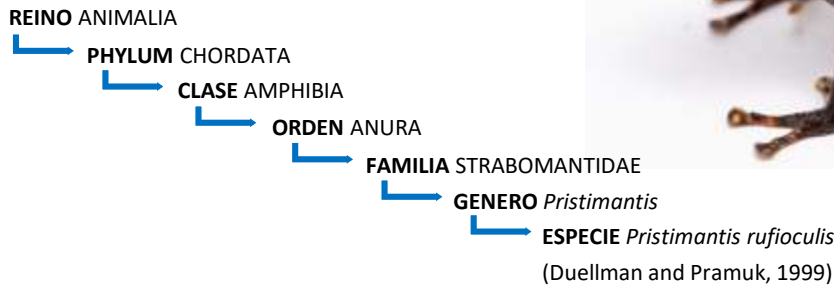 REINO ANIMALIA
PHYLUM CHORDATA
CLASE AMPHIBIA
ORDEN ANURA
FAMILIA STRABOMANTIDAE
GENERO Pristimantis
ESPECIE Pristimantis rufioculis
(Duellman and Pramuk, 1999)